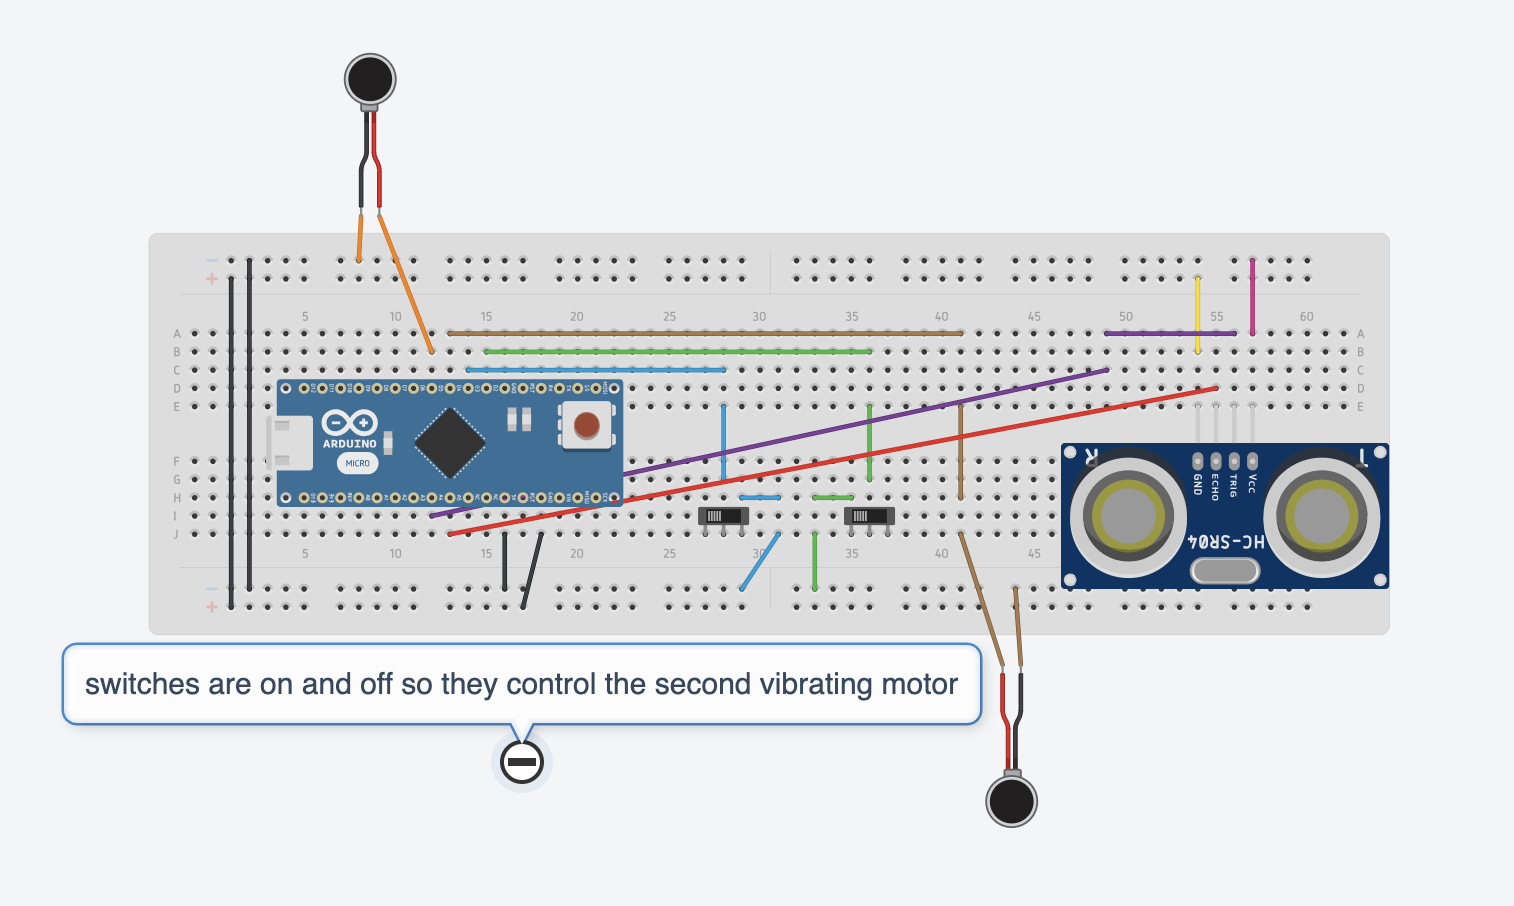 − −
+ +
5 10 15 20 25 30 35 40 45 50 55 60
A A
B B
C C
D D
E E
ARDUINO
MICRO
F
G
H
I
J
R T
GND ECHO TRIG VCC
HC-SR04
5 10 15 20 25 30 35 40 45
−
+
switches are on and off so they control the second vibrating motor